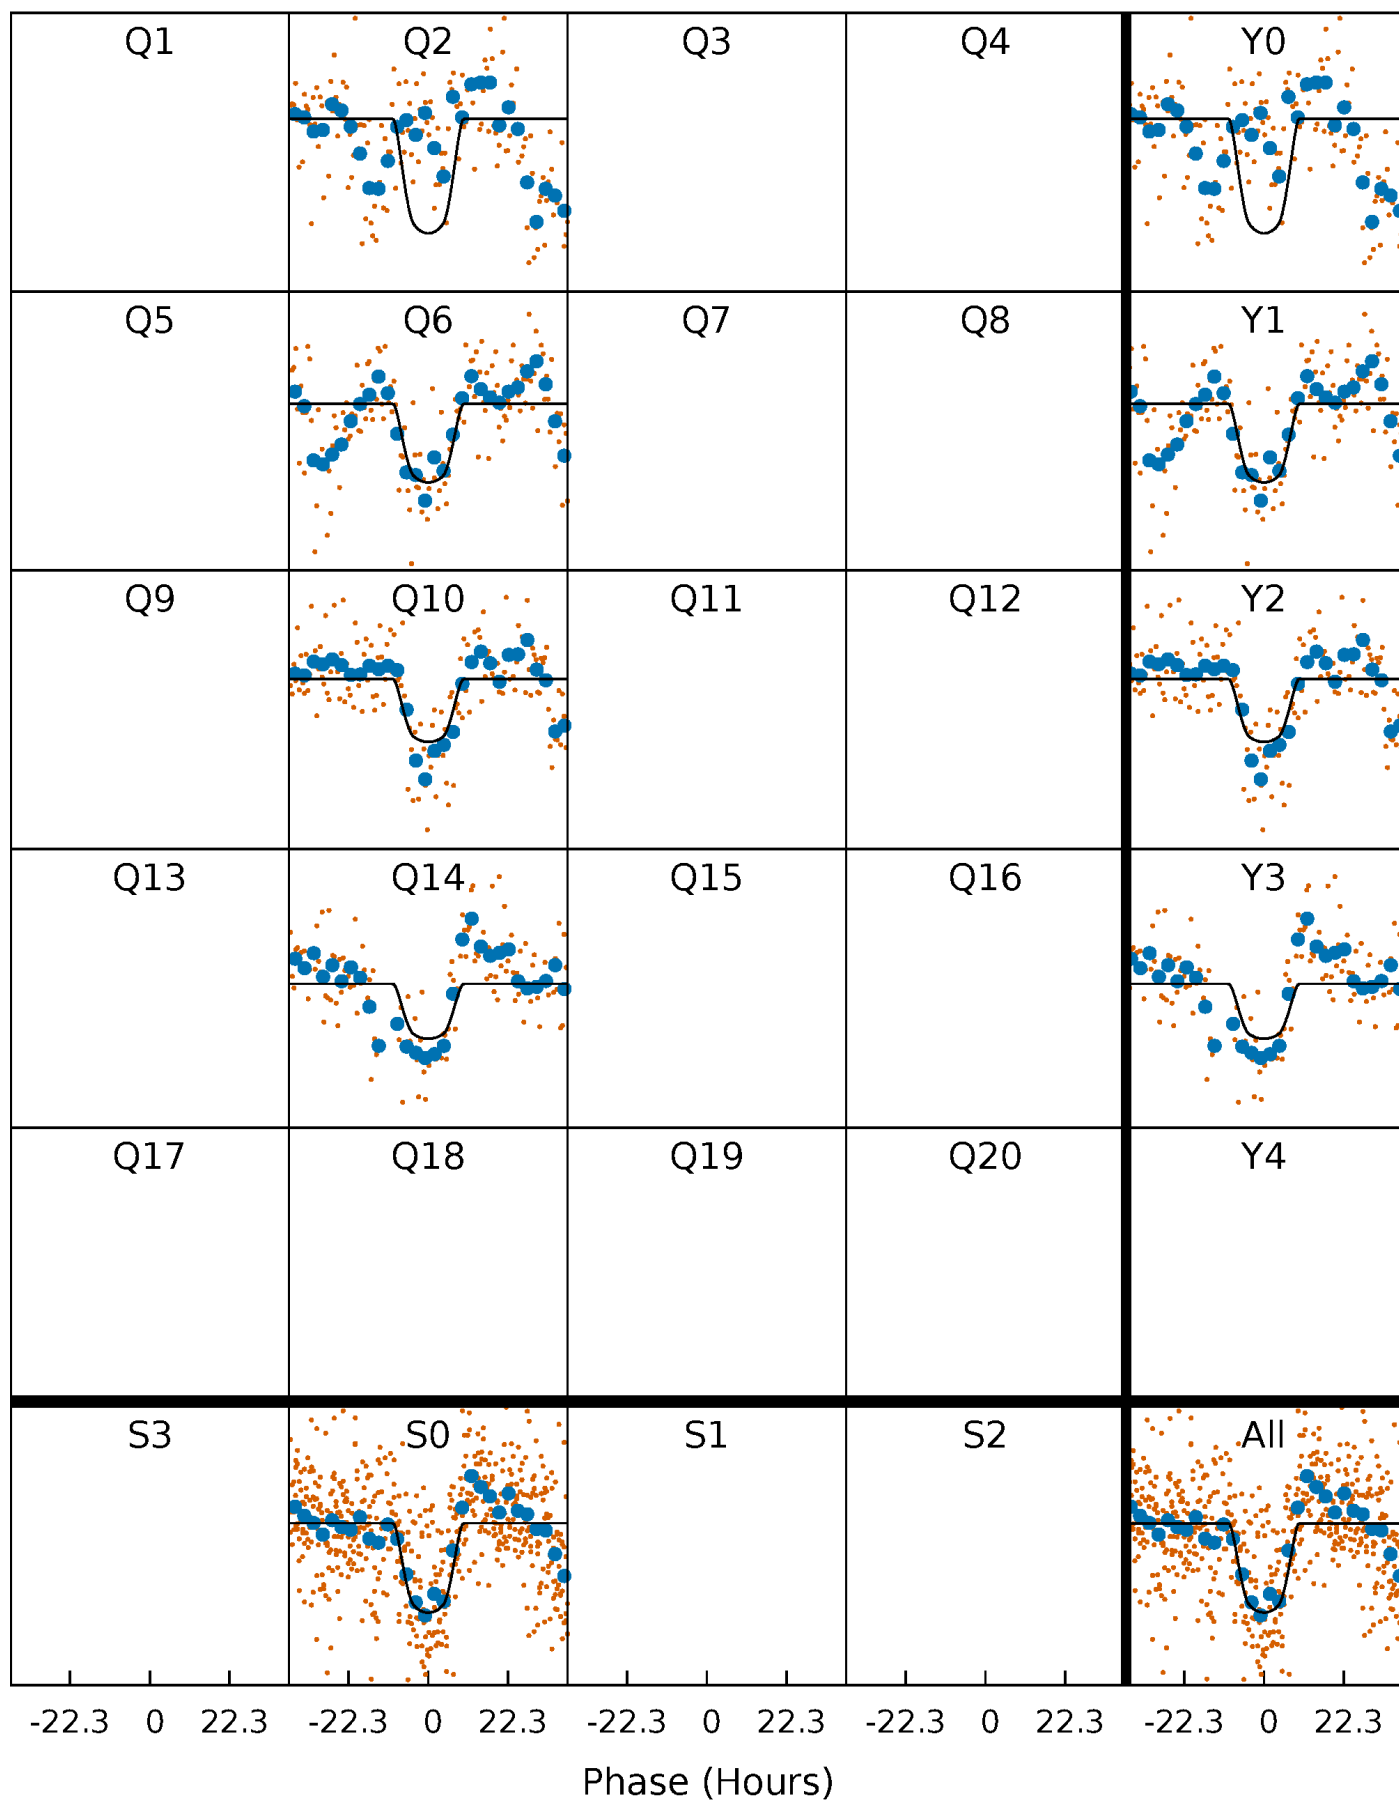 Q1 Q2 Q3 Q4 Y0
Q5 Q6 Q7 Q8 Y1
Q9 Q10 Q11 Q12 Y2
Q13 Q14 Q15 Q16 Y3
Q17 Q18 Q19 Q20 Y4
S3 S0 S1 S2 All
-22.3 0 22.3 -22.3 0 22.3 -22.3 0 22.3 -22.3 0 22.3 -22.3 0 22.3
Phase (Hours)